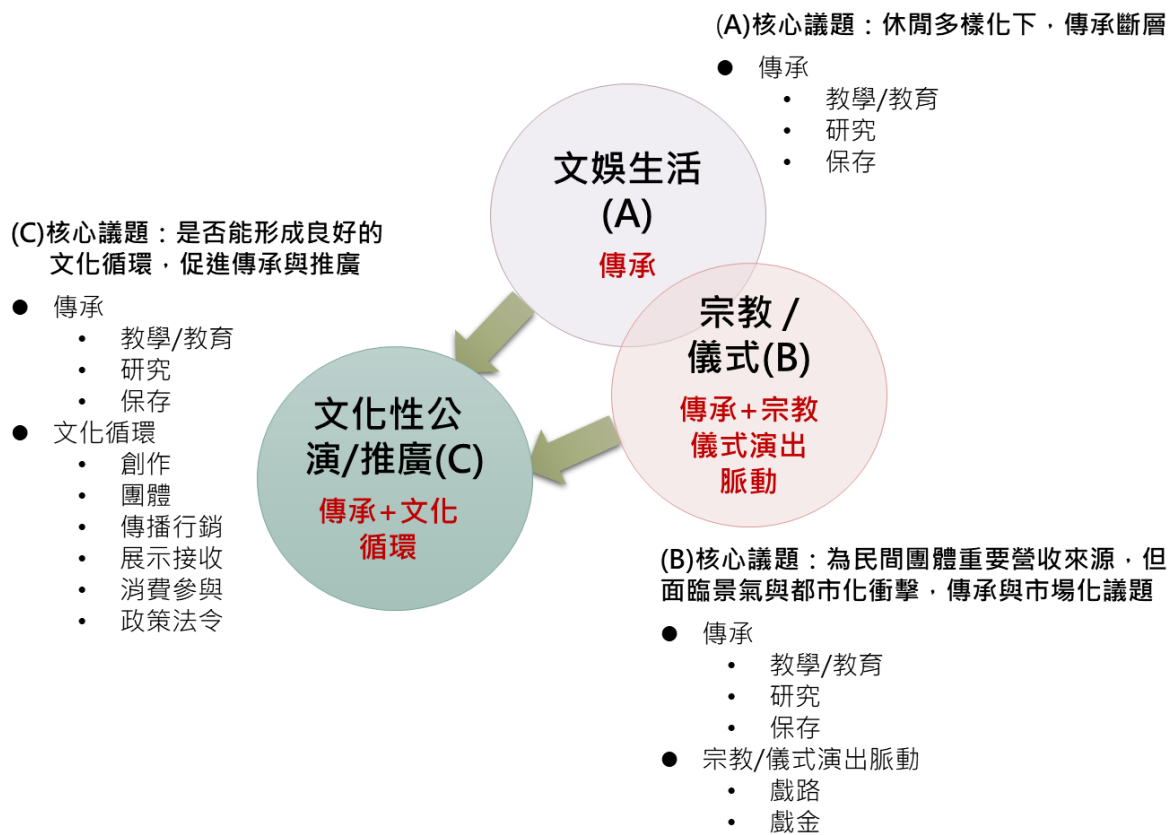 (A)核心議題：休閒多樣化下，傳承斷層
● 傳承
• 教學/教育
• 研究
• 保存
文娛生活
(A)
傳承
宗教 /
儀式(B)
傳承+宗教
儀式演出
脈動
(C)核心議題：是否能形成良好的
文化循環，促進傳承與推廣
● 傳承
• 教學/教育
• 研究
• 保存
● 文化循環
• 創作
• 團體
• 傳播行銷
• 展示接收
• 消費參與
• 政策法令
文化性公
演/推廣(C)
傳承+文化
循環
(B)核心議題：為民間團體重要營收來源，但
面臨景氣與都市化衝擊，傳承與市場化議題
● 傳承
• 教學/教育
• 研究
• 保存
● 宗教/儀式演出脈動
• 戲路
• 戲金